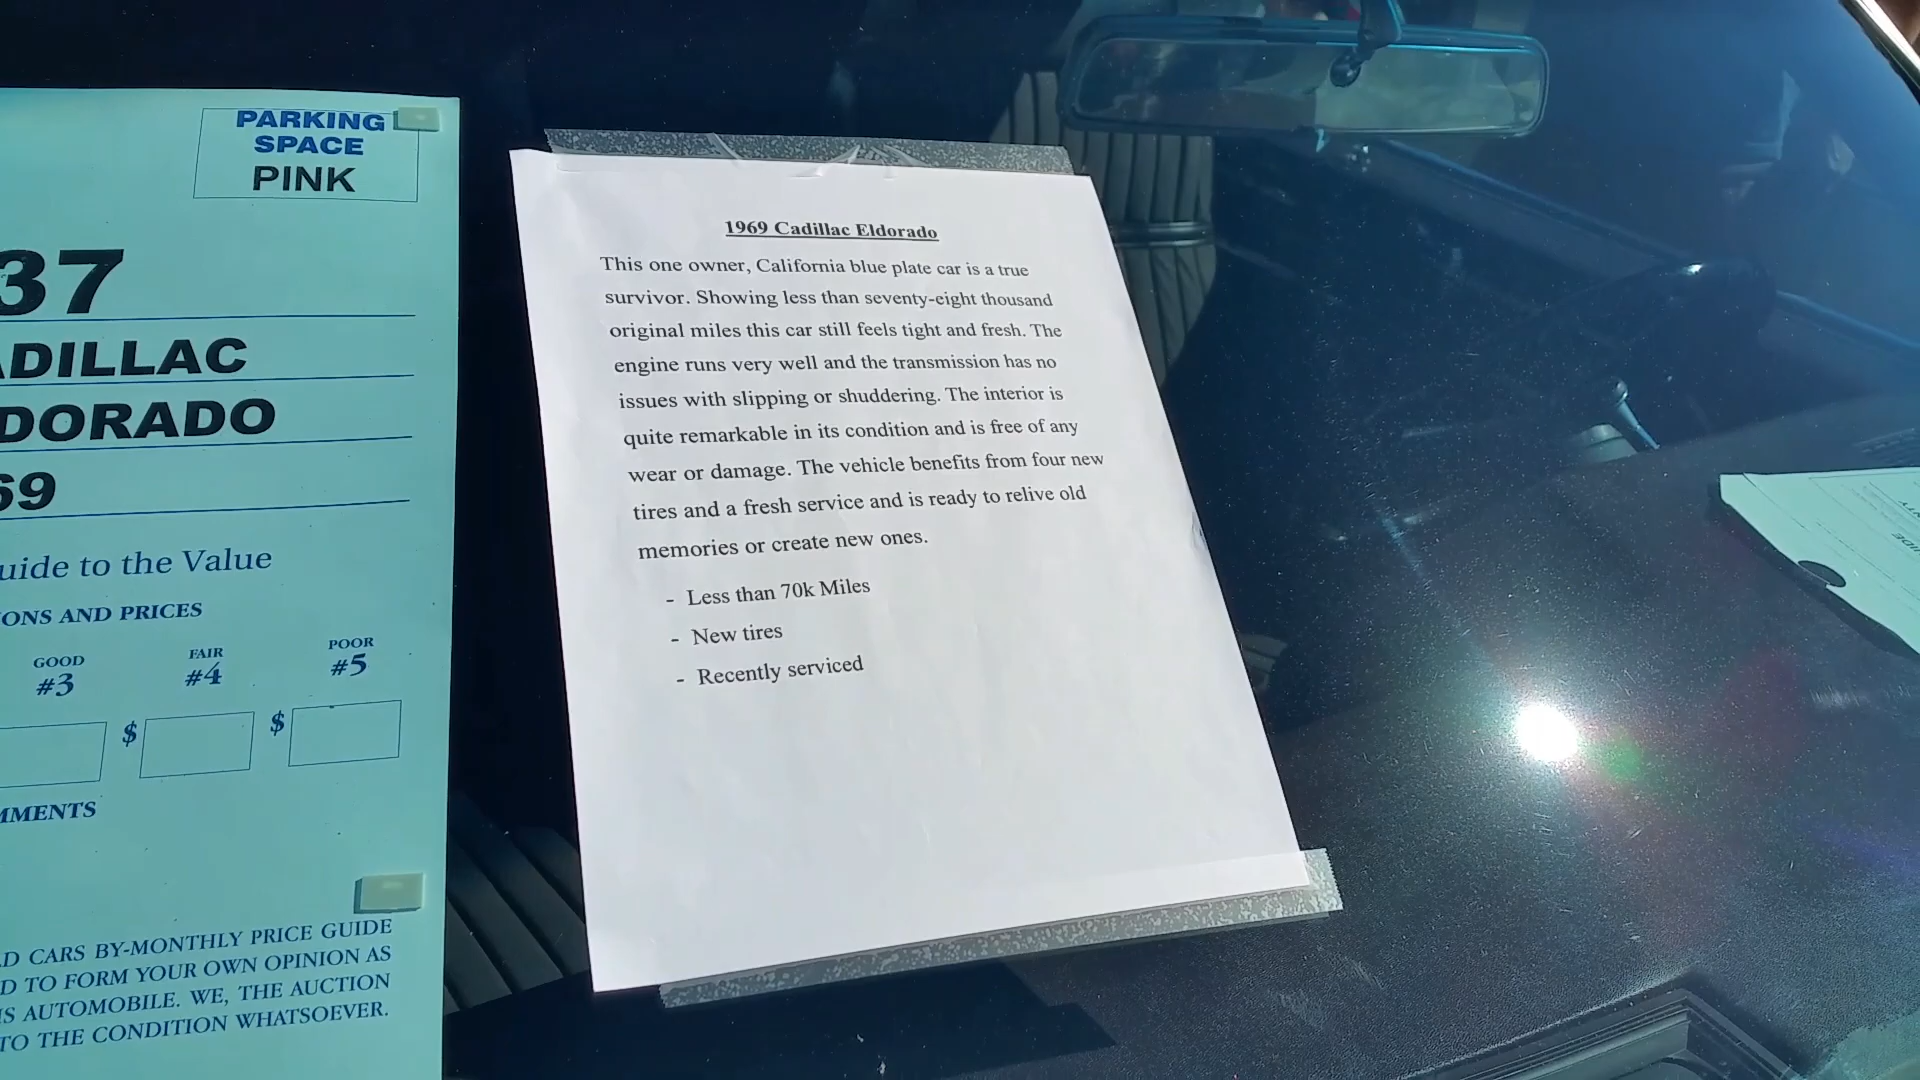 PARKING
SPACE
PINK
37
ADILLAC
DORADO
69
uide to the Value
ONS AND PRICES
GOOD FAIR POOR
#3 #4 #5
$ $
MMENTS
D CARS BY-MONTHLY PRICE GUIDE
D TO FORM YOUR OWN OPINION AS
IS AUTOMOBILE. WE, THE AUCTION
TO THE CONDITION WHATSOEVER.
1969 Cadillac Eldorado
This one owner, California blue plate car is a true
survivor. Showing less than seventy-eight thousand
original miles this car still feels tight and fresh. The
engine runs very well and the transmission has no
issues with slipping or shuddering. The interior is
quite remarkable in its condition and is free of any
wear or damage. The vehicle benefits from four new
tires and a fresh service and is ready to relive old
memories or create new ones.
- Less than 70k Miles
- New tires
- Recently serviced